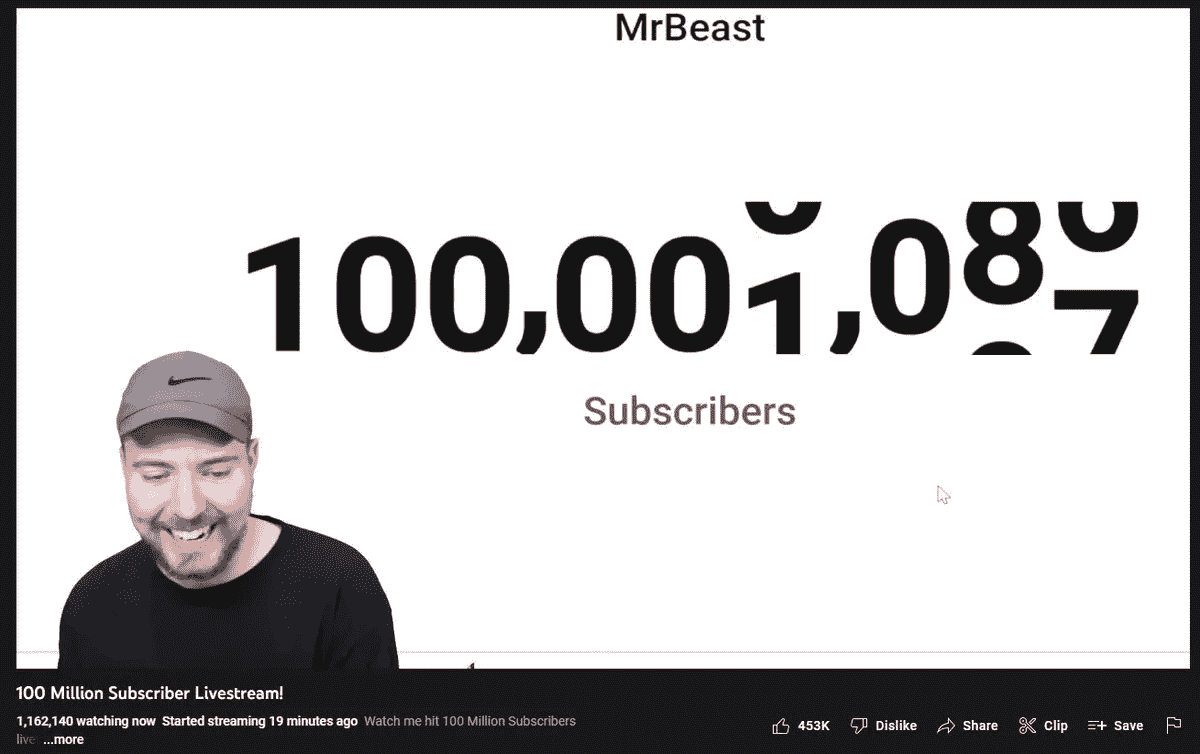 MrBeast
100,001,08
Subscribers
100 Million Subscriber Livestream!
1,162,140 watching now Started streaming 19 minutes ago Watch me hit 100 Million Subscribers
live ...more
453K Dislike Share Clip Save